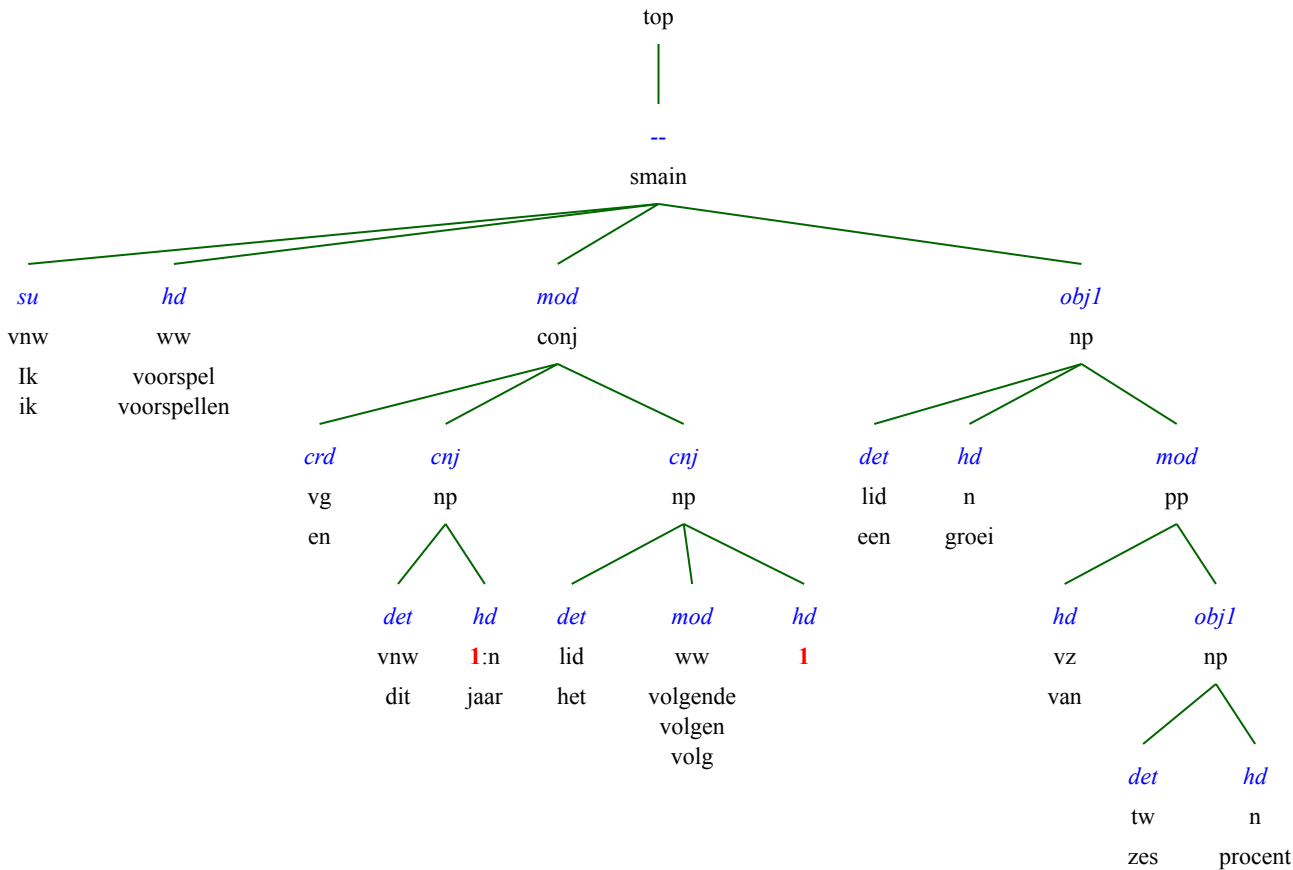 top
--
smain
su hd mod obj1
vnw ww conj np
Ik voorspel
ik voorspellen
crd cnj cnj det hd mod
vg np np lid n pp
en een groei
det hd det mod hd hd obj1
vnw 1:n lid ww 1 vz np
dit jaar het volgende van
volgen
volg
det hd
tw n
zes procent